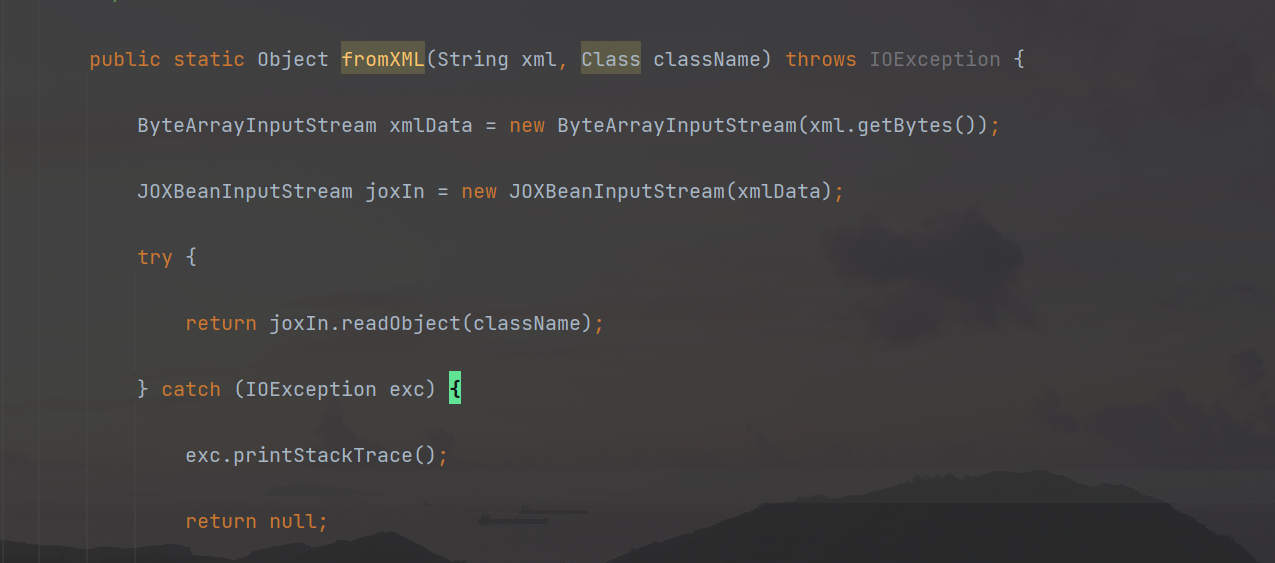 public static Object fromXML(String xml, Class className) throws IOException {
ByteArrayInputStream xmlData = new ByteArrayInputStream(xml.getBytes());
JOXBeanInputStream joxIn = new JOXBeanInputStream(xmlData);
try {
return joxIn.readObject(className);
} catch (IOException exc) {
exc.printStackTrace();
return null;